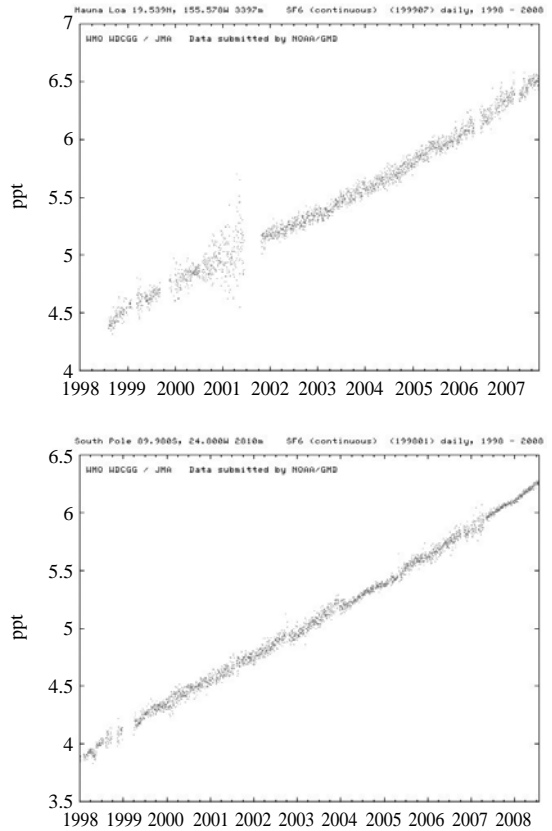 Mauna Loa 19.539N, 155.578W 3397m SF6 (continuous) (199807) daily, 1998 - 2008
WMO WDCGG / JMA Data submitted by NOAA/GMD
ppt
7
6.5
6
5.5
5
4.5
4
1998 1999 2000 2001 2002 2003 2004 2005 2006 2007
South Pole 89.980S, 24.800W 2810m SF6 (continuous) (199801) daily, 1998 - 2008
WMO WDCGG / JMA Data submitted by NOAA/GMD
ppt
6.5
6
5.5
5
4.5
4
3.5
1998 1999 2000 2001 2002 2003 2004 2005 2006 2007 2008